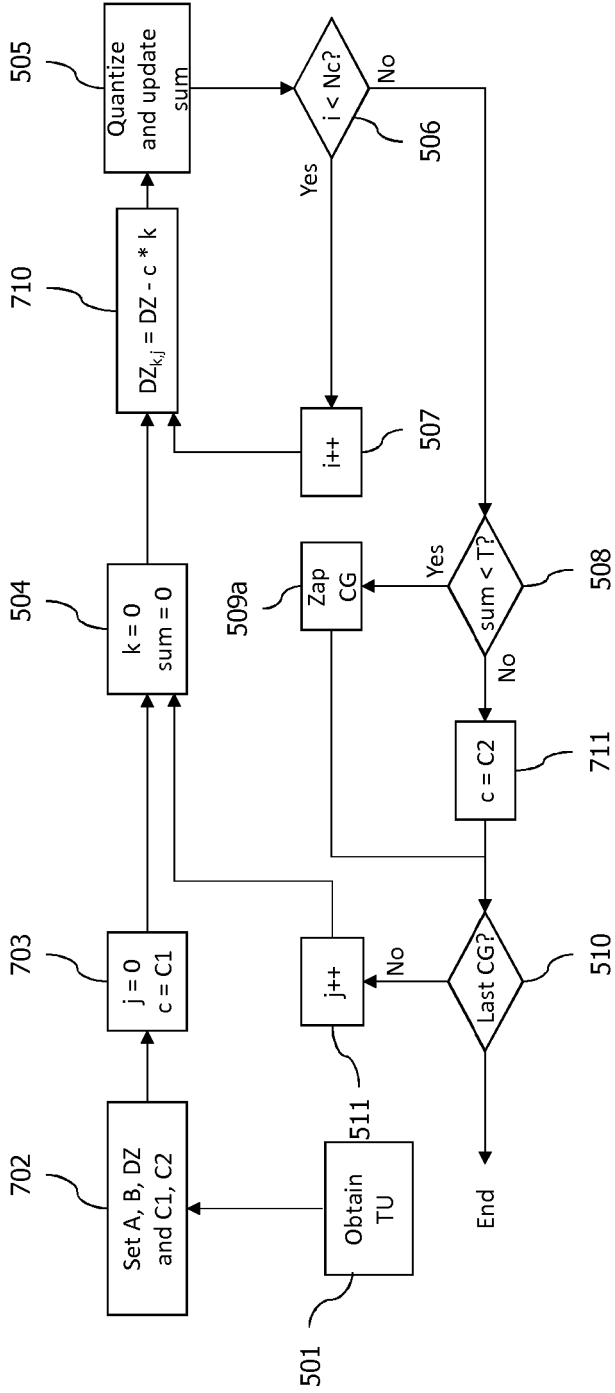 501
Obtain
TU
702
Set A, B, DZ
and C1, C2
703
j = 0
c = C1
504
k = 0
sum = 0
710
DZk,j = DZ - c * k
505
Quantize
and update
sum
i < Nc?
506
Yes
No
i++
507
sum < T?
508
Yes
No
509a
Zap
CG
c = C2
711
Last CG?
510
No
j++
511
End